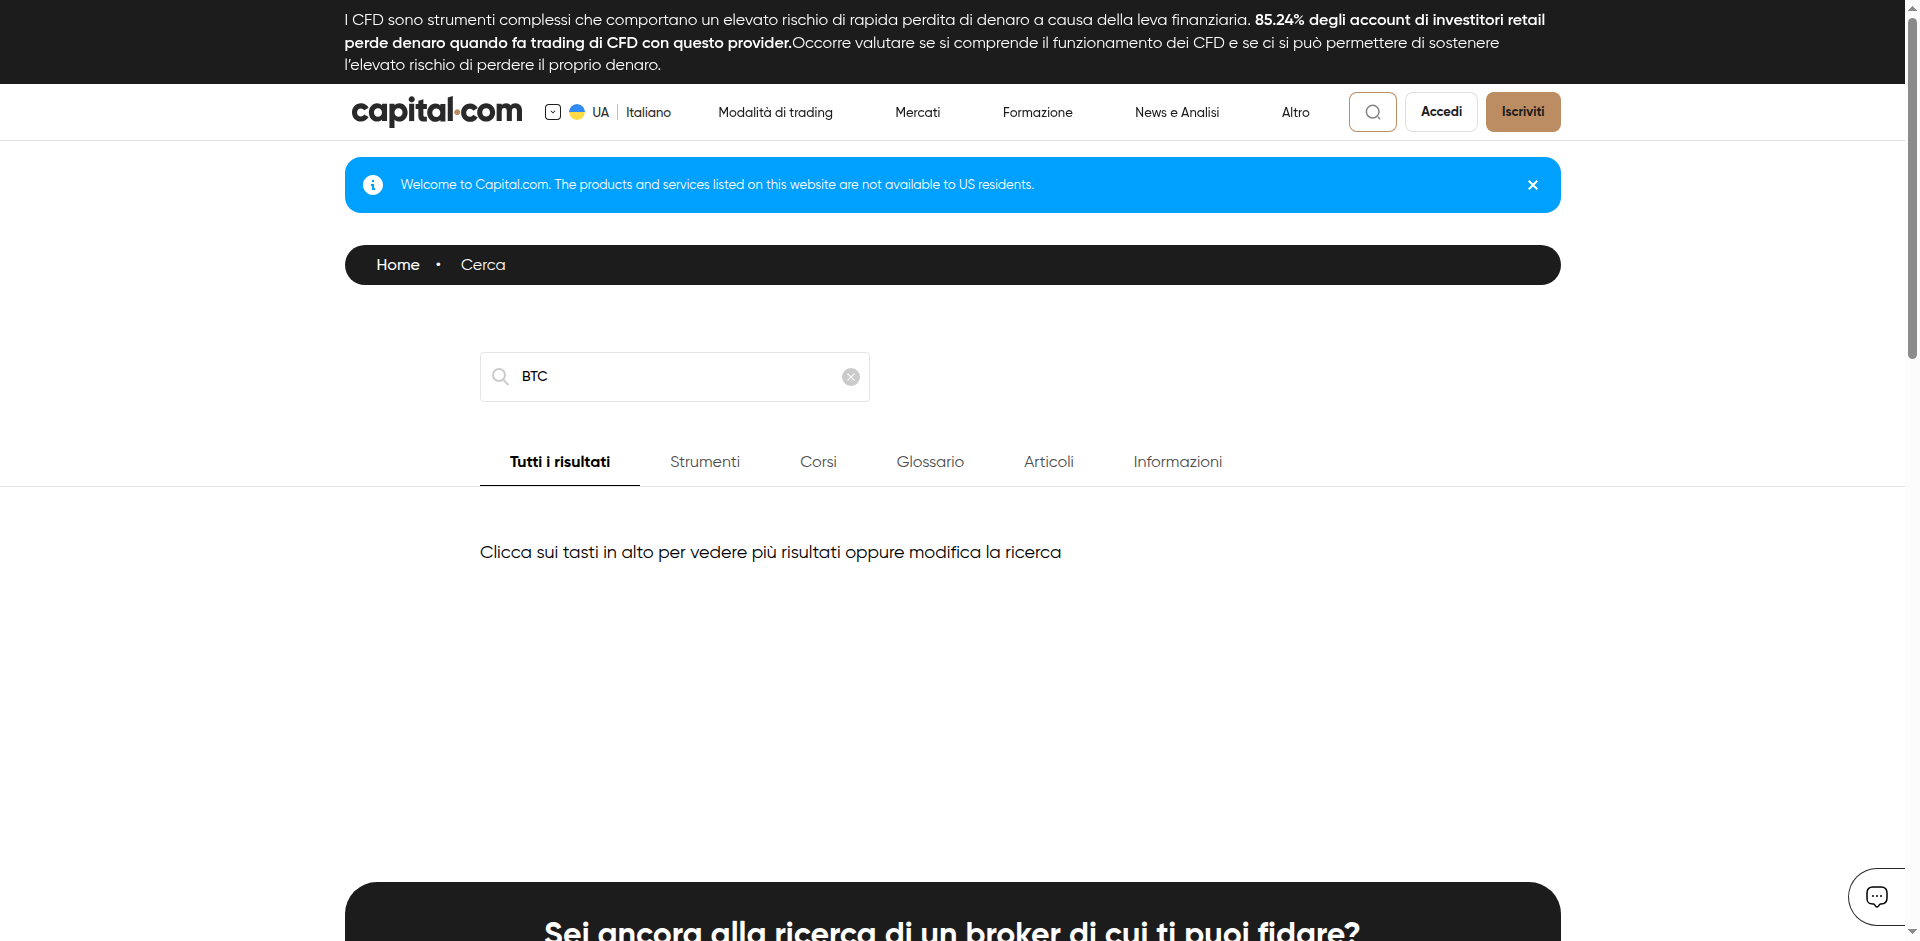 I CFD sono strumenti complessi che comportano un elevato rischio di rapida perdita di denaro a causa della leva finanziaria. 85.24% degli account di investitori retail
perde denaro quando fa trading di CFD con questo provider.Occorre valutare se si comprende il funzionamento dei CFD e se ci si può permettere di sostenere
l'elevato rischio di perdere il proprio denaro.
capital.com UA Italiano Modalità di trading Mercati Formazione News e Analisi Altro Accedi Iscriviti
Welcome to Capital.com. The products and services listed on this website are not available to US residents.
Home • Cerca
BTC
Tutti i risultati Strumenti Corsi Glossario Articoli Informazioni
Clicca sui tasti in alto per vedere più risultati oppure modifica la ricerca
Sei ancora alla ricerca di un broker di cui ti puoi fidare?